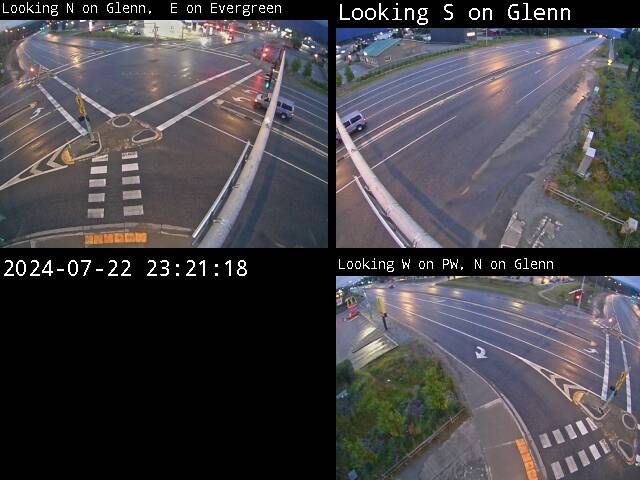 Looking N on Glenn, E on Evergreen
Looking S on Glenn
2024-07-22 23:21:18
Looking W on PW, N on Glenn